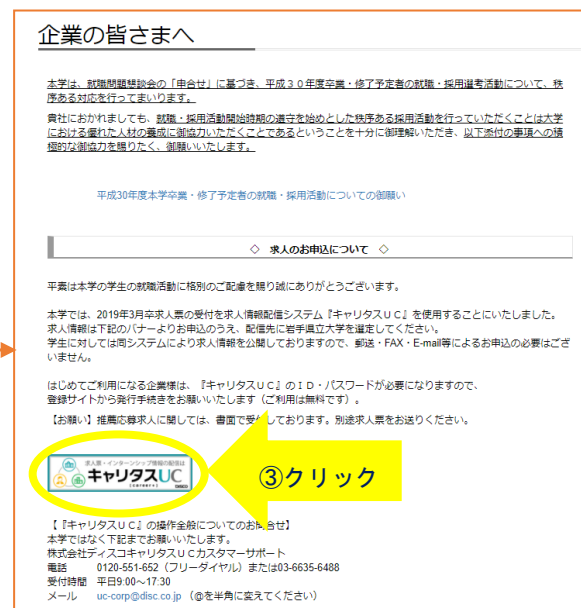 企業の皆さまへ
本学は、就職問題懇談会の「申合せ」に基づき、平成30年度卒業・修了予定者の就職・採用選考活動について、秩
序ある対応を行ってまいります。
貴社におかれましても、就職・採用活動開始時期の遵守を始めとした秩序ある採用活動を行っていただくことは大学
における優れた人材の養成に御協力いただくことであるということを十分に御理解いただき、以下添付の事項への積
極的な御協力を賜りたく、御願いいたします。
平成30年度本学卒業・修了予定者の就職・採用活動についての御願い
◇ 求人のお申込について ◇
平素は本学の学生の就職活動に格別のご配慮を賜り誠にありがとうございます。
本学では、2019年3月卒求人票の受付を求人情報配信システム『キャリタスUC』を使用することにいたしました。
求人情報は下記のバナーよりお申込のうえ、配信先に岩手県立大学を選定してください。
学生に対しては同システムにより求人情報を公開しておりますので、郵送・FAX・E-mail等によるお申込の必要はござ
いません。
はじめてご利用になる企業様は、『キャリタスUC』のID・パスワードが必要になりますので、
登録サイトから発行手続きをお願いいたします（ご利用は無料です）。
【お願い】推薦応募求人に関しては、書面で受付しております。別途求人票をお送りください。
求人票・インターンシップ情報の配信は
キャリタスUC
③クリック
【『キャリタスUC』の操作全般についてのお問合せ】
本学ではなく下記までお願いいたします。
株式会社ディスコキャリタスUCカスタマーサポート
電話 0120-551-652（フリーダイヤル）または03-6635-6488
受付時間 平日9:00～17:30
メール uc-corp@disc.co.jp （@を半角に変えてください）